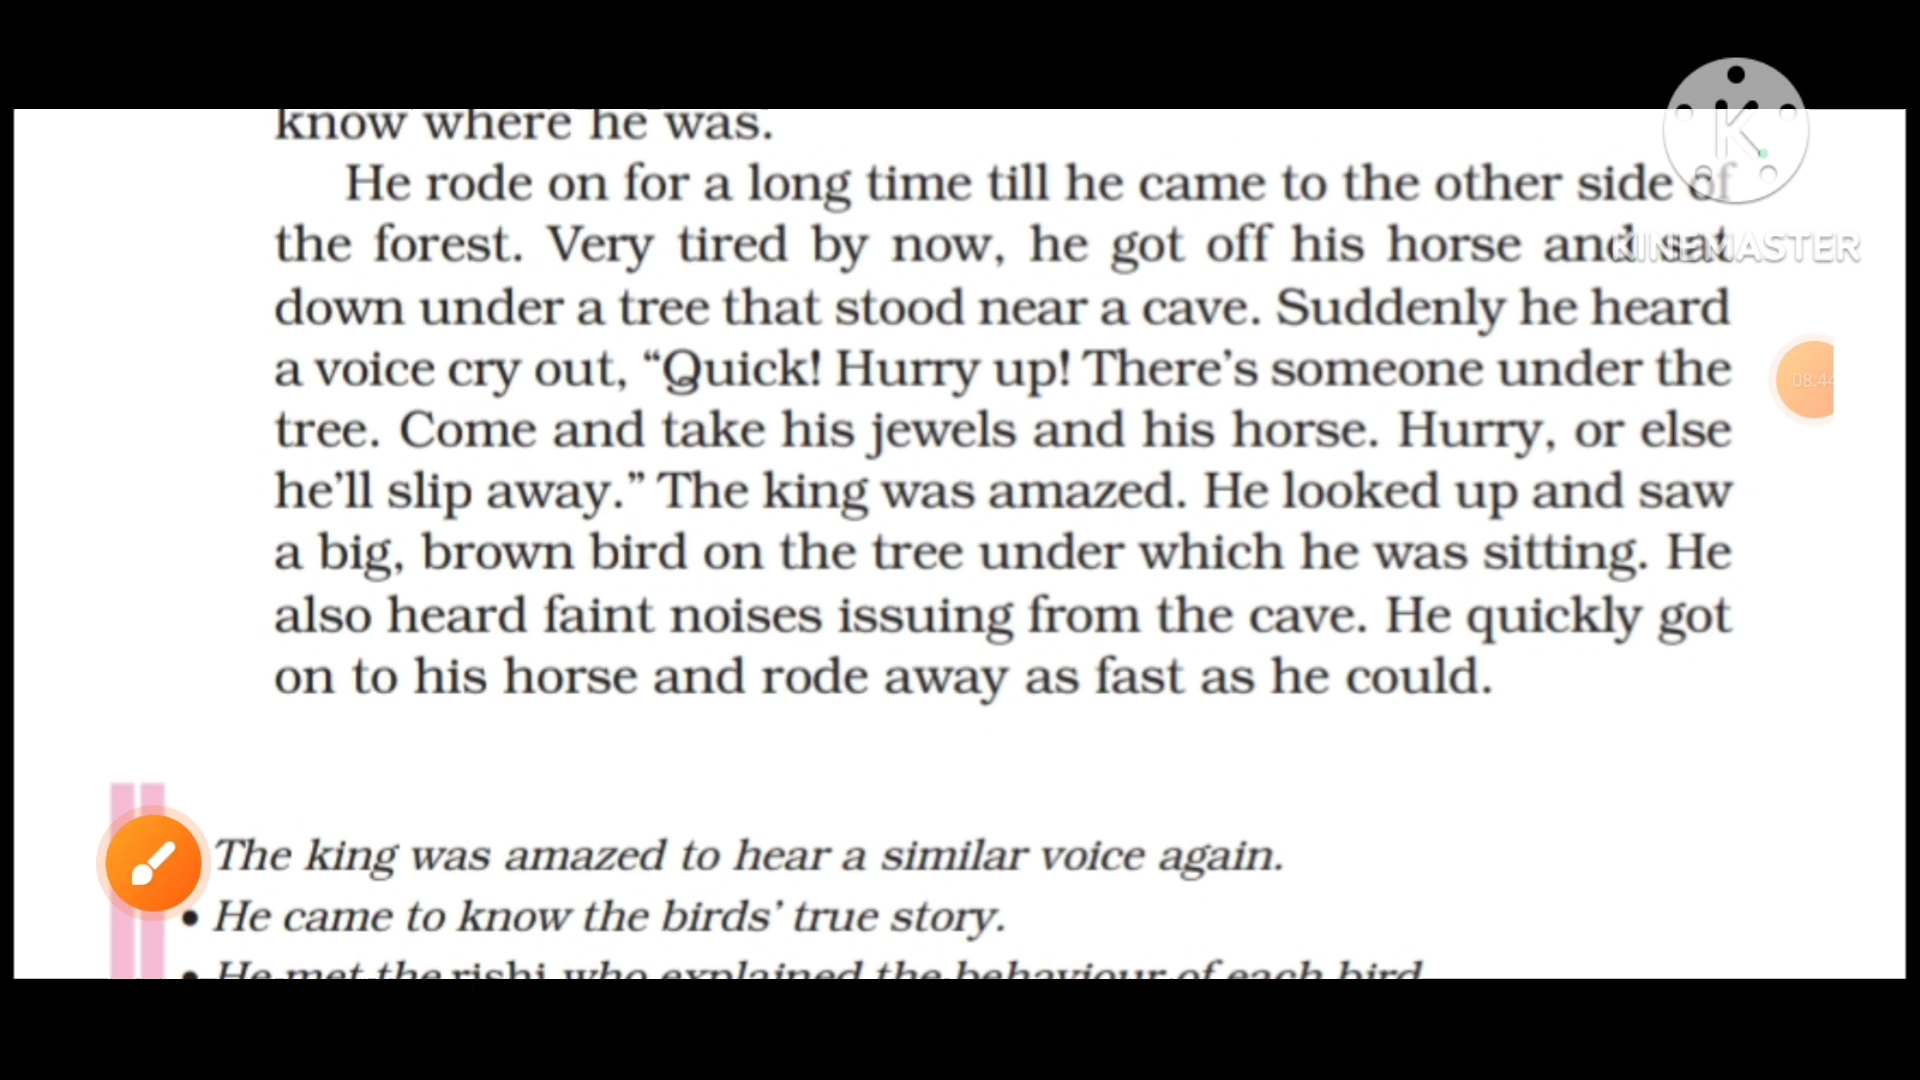 know where he was.
He rode on for a long time till he came to the other side of
the forest. Very tired by now, he got off his horse and sat
down under a tree that stood near a cave. Suddenly he heard
a voice cry out, “Quick! Hurry up! There’s someone under the
tree. Come and take his jewels and his horse. Hurry, or else
he’ll slip away.” The king was amazed. He looked up and saw
a big, brown bird on the tree under which he was sitting. He
also heard faint noises issuing from the cave. He quickly got
on to his horse and rode away as fast as he could.
The king was amazed to hear a similar voice again.
• He came to know the birds’ true story.
• He met the rishi who explained the behaviour of each bird
K
KINEMASTER
08:44